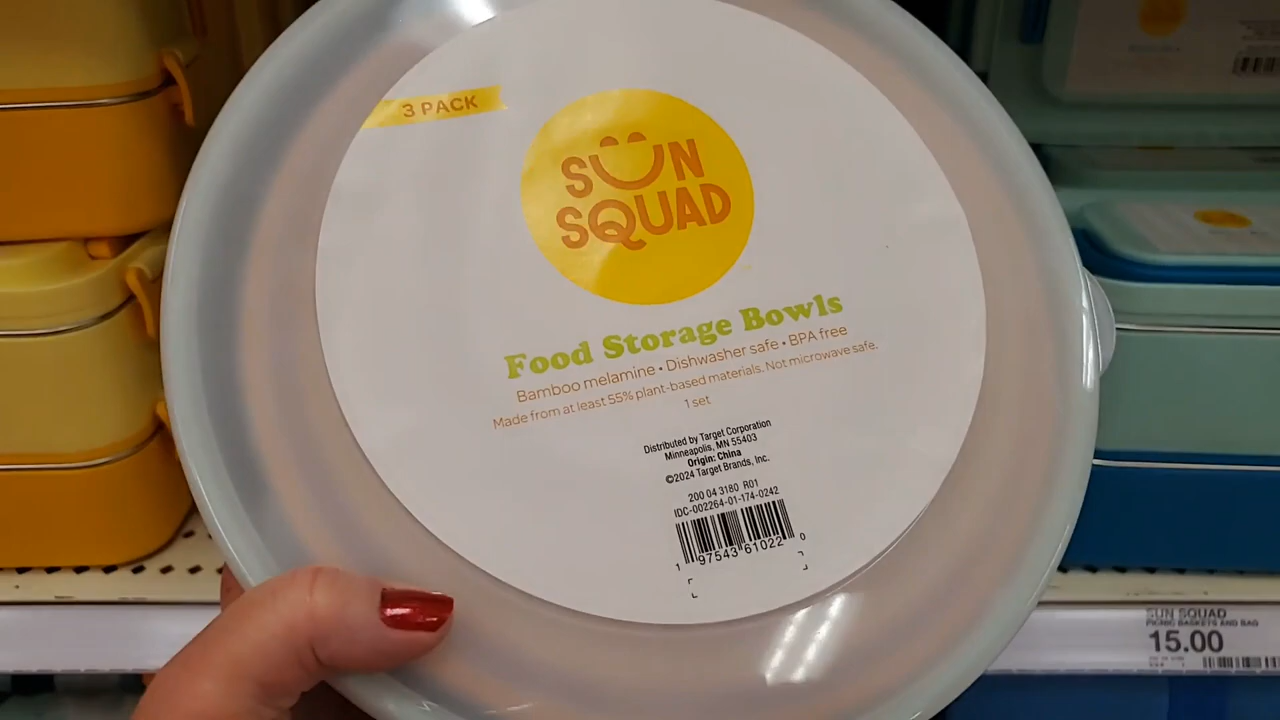 3 PACK
SUN
SQUAD
Food Storage Bowls
Bamboo melamine • Dishwasher safe • BPA free
Made from at least 55% plant-based materials. Not microwave safe.
1 set
Distributed by Target Corporation
Minneapolis, MN 55403
Origin: China
©2024 Target Brands, Inc.
200 04 3180 R01
IDC-002264-01-174-0242
1 97543 61022 0
SUN SQUAD
PICNIC BASKETS AND BAG
15.00